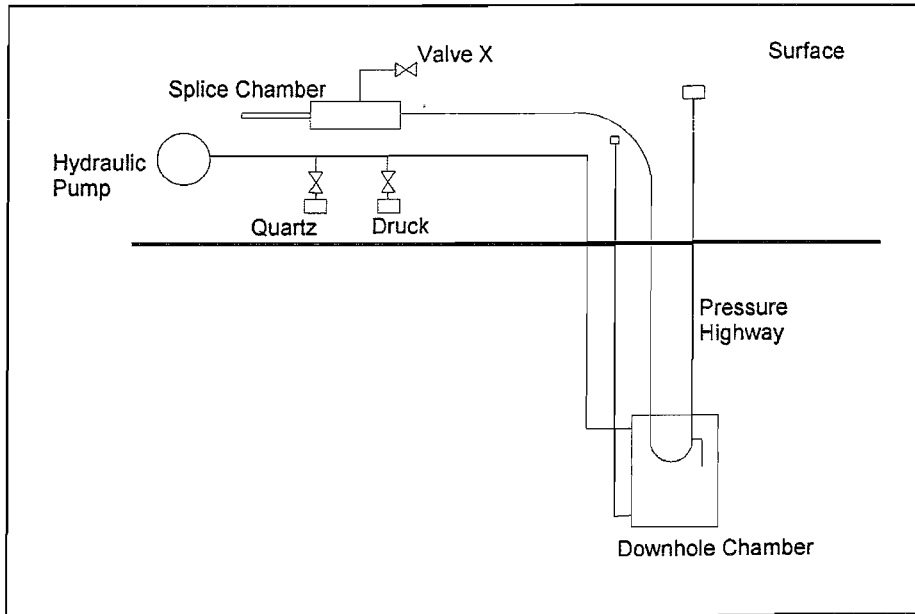 Valve X
Surface
Splice Chamber
Hydraulic
Pump
Quartz
Druck
Pressure
Highway
Downhole Chamber